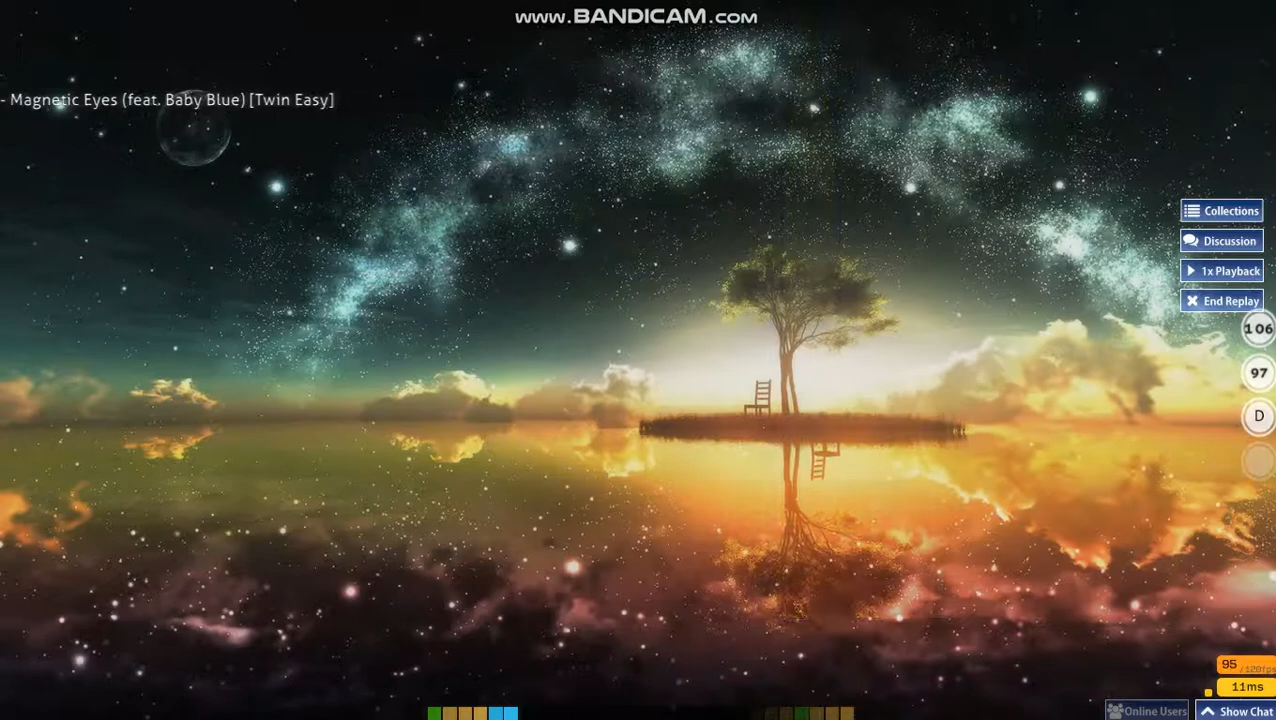 www.BANDICAM.com
- Magnetic Eyes (feat. Baby Blue) [Twin Easy]
Collections
Discussion
1x Playback
End Replay
106
97
D
95 /120fps
11ms
Online Users
Show Chat